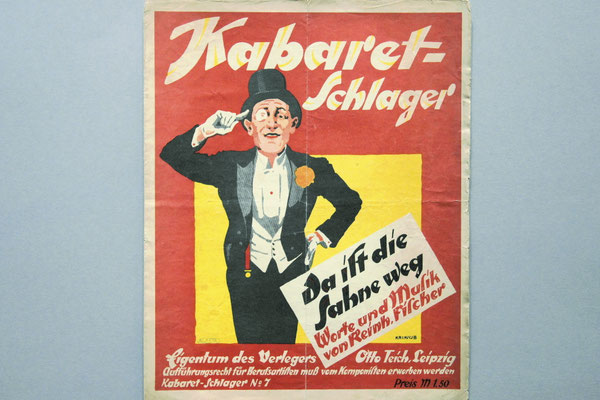 Kabaret-
Schlager
Da ist die
Sahne weg
Worte und Musik
von Reinh. Fischer
Eigentum des Verlegers Otto Teich, Leipzig
Aufführungsrecht für Berufsartisten muß vom Komponisten erworben werden
Kabaret-Schlager No 7
Preis M 1.50